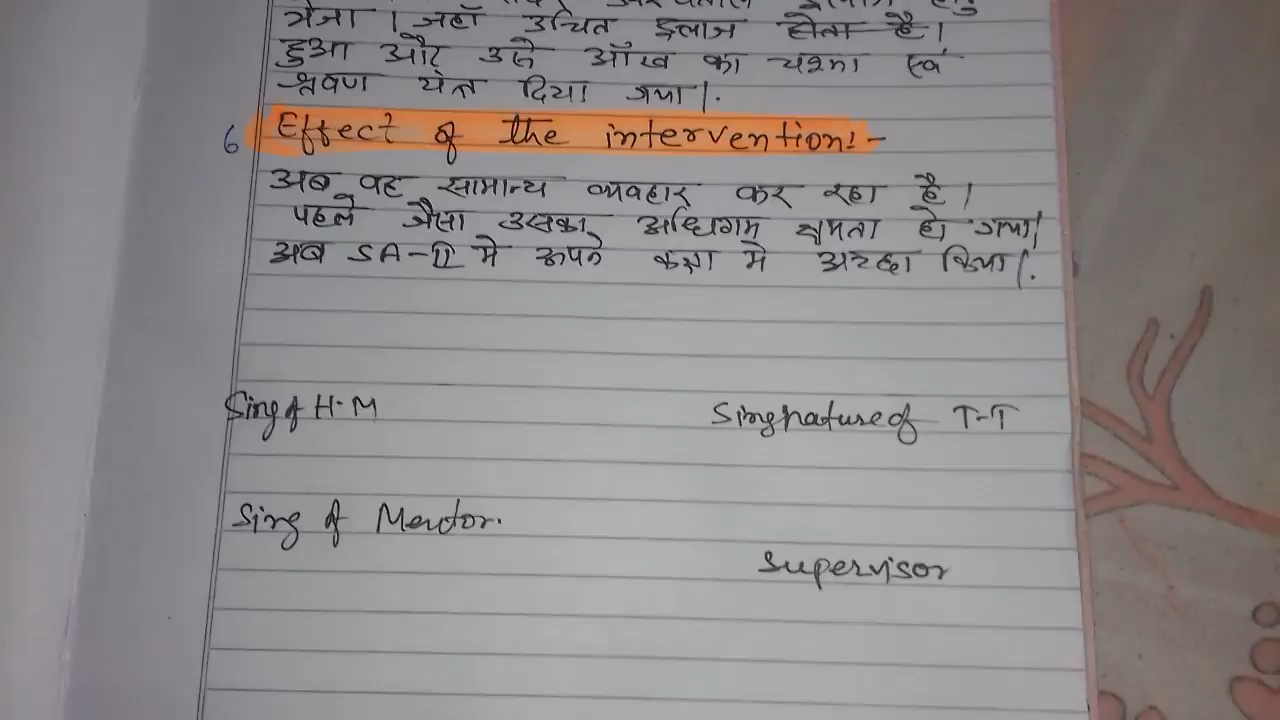 भेजा । जहाँ उचित इलाज होता है।
हुआ और उसे आँख का चश्मा एवं
श्रवण यंत्र दिया गया।.
6 Effect of the intervention:-
अब वह सामान्य व्यवहार कर रहा है।
पहले जैसा उसका अधिगम क्षमता हो गया।
अब SA-II मे अपने कक्षा मे अच्छा किया।.
Sing of H.M
Singnature of T-T
Sing of Mentor.
Supervisor